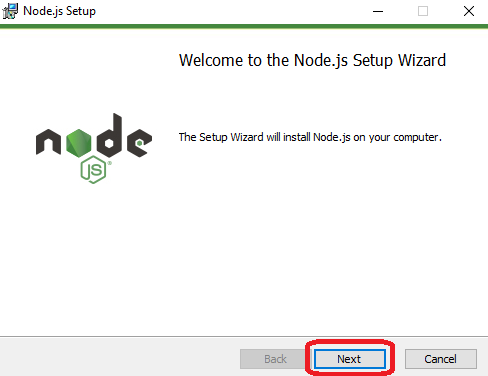 Node.js Setup
Welcome to the Node.js Setup Wizard
The Setup Wizard will install Node.js on your computer.
node
JS
®
Back
Next
Cancel